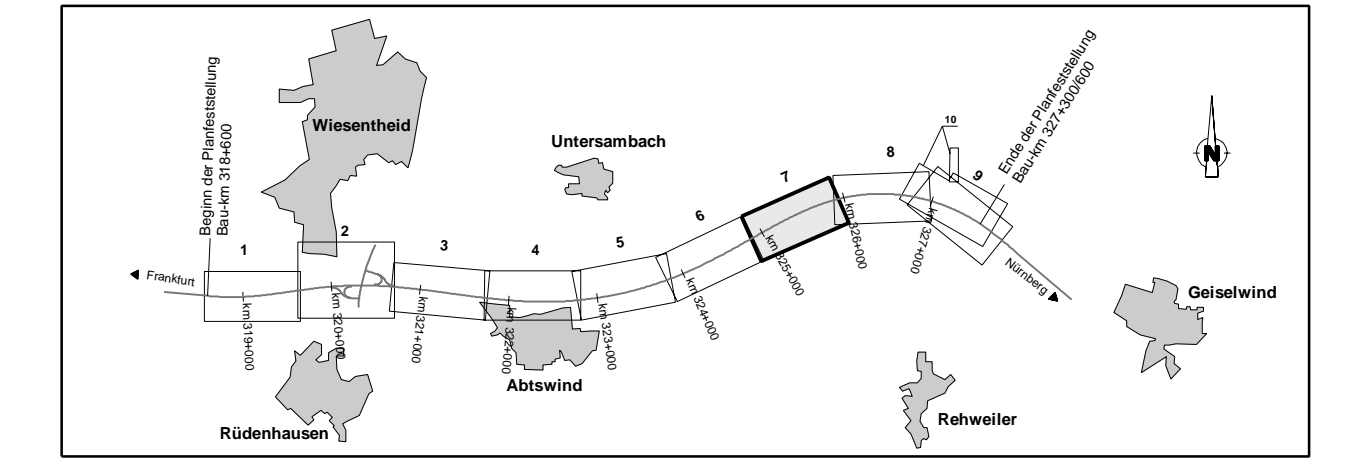 Beginn der Planfeststellung
Bau-km 318+600
Wiesentheid
Untersambach
Ende der Planfeststellung
Bau-km 327+300/600
N
1
2
3
4
5
6
7
8
9
10
Frankfurt
Nürnberg
km 319+000
km 320+000
km 321+000
km 322+000
km 323+000
km 324+000
km 325+000
km 326+000
km 327+000
Geiselwind
Abtswind
Rüdenhausen
Rehweiler